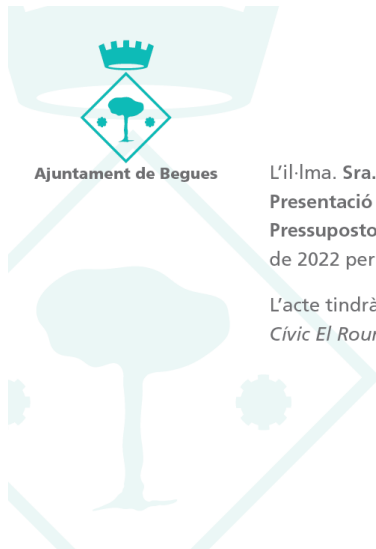 Ajuntament de Begues
L'il·lma. Sra.
Presentació
Pressuposto
de 2022 per
L'acte tindrà
Cívic El Rour